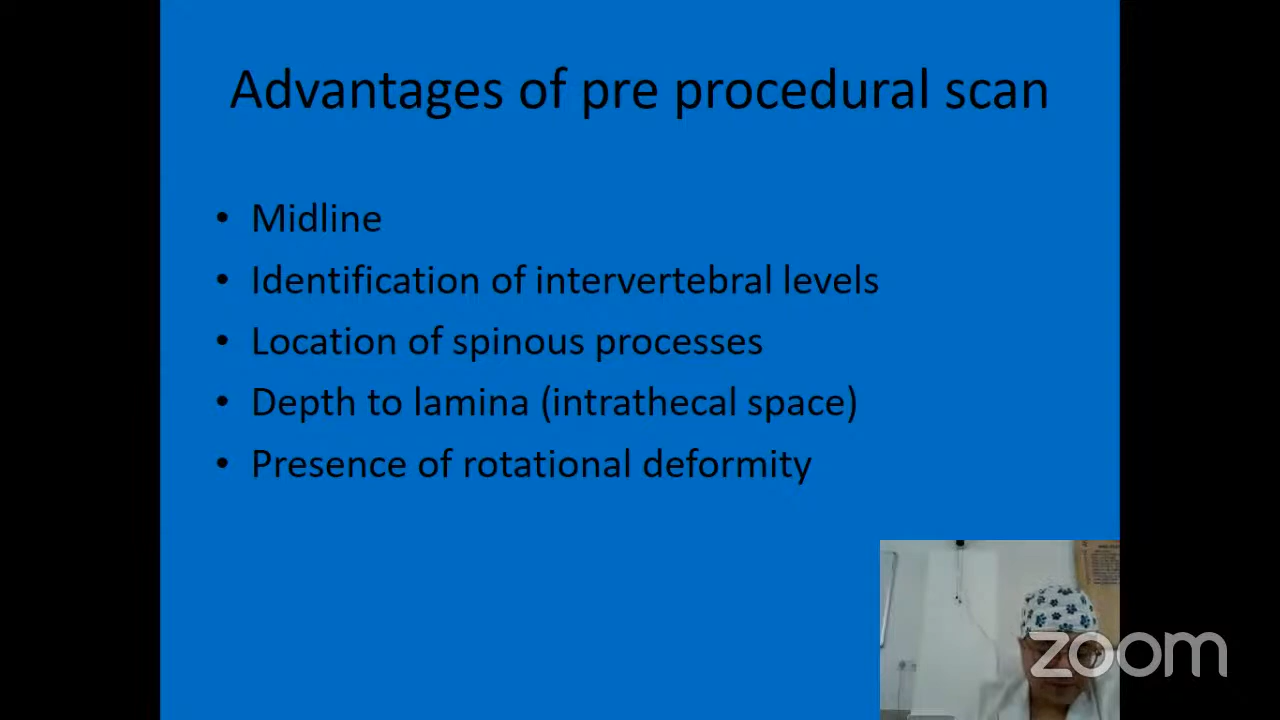 Advantages of pre procedural scan
• Midline
• Identification of intervertebral levels
• Location of spinous processes
• Depth to lamina (intrathecal space)
• Presence of rotational deformity
zoom